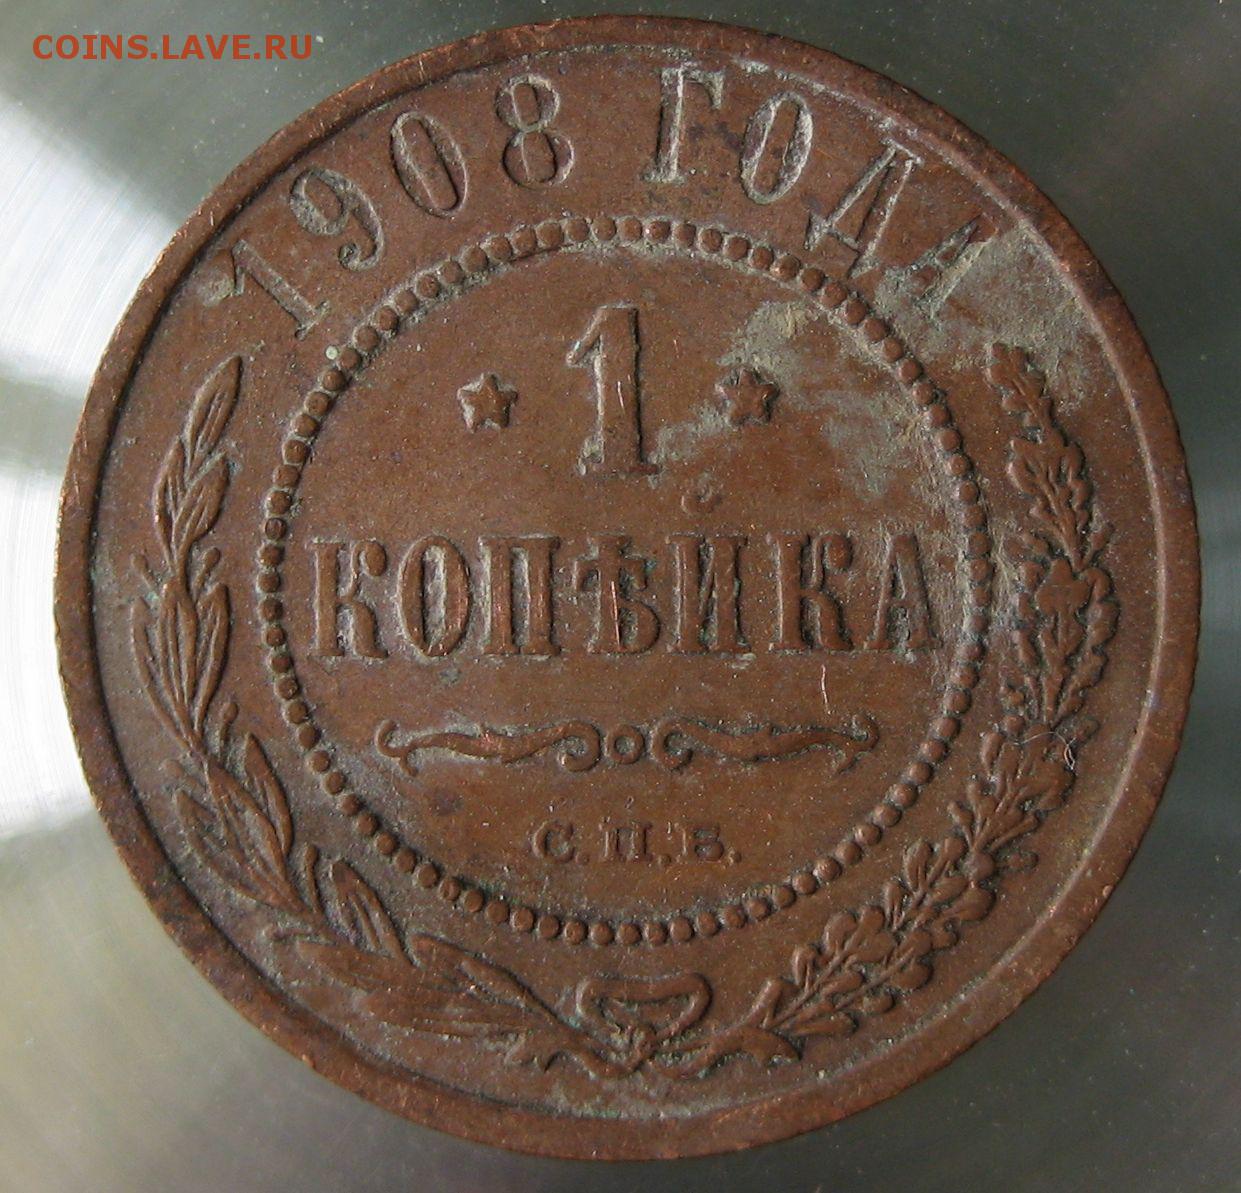 COINS.LAVE.RU
1908 ГОДА
1
КОПѢЙКА
С.П.Б.